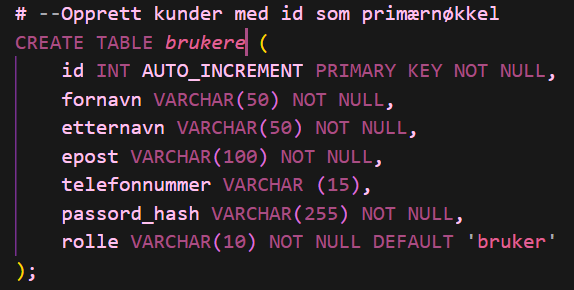 # --Opprett kunder med id som primærnøkkel
CREATE TABLE brukere (
    id INT AUTO_INCREMENT PRIMARY KEY NOT NULL,
    fornavn VARCHAR(50) NOT NULL,
    etternavn VARCHAR(50) NOT NULL,
    epost VARCHAR(100) NOT NULL,
    telefonnummer VARCHAR (15),
    passord_hash VARCHAR(255) NOT NULL,
    rolle VARCHAR(10) NOT NULL DEFAULT 'bruker'
);